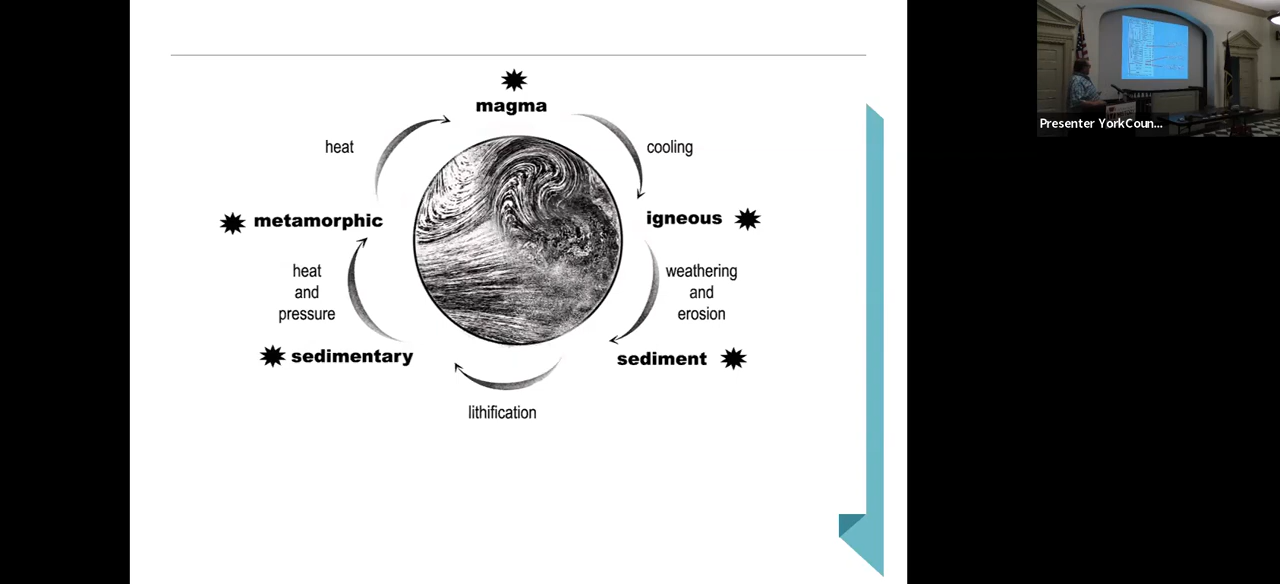 magma
heat
cooling
metamorphic
igneous
heat
and
pressure
weathering
and
erosion
sedimentary
sediment
lithification
Presenter YorkCoun...